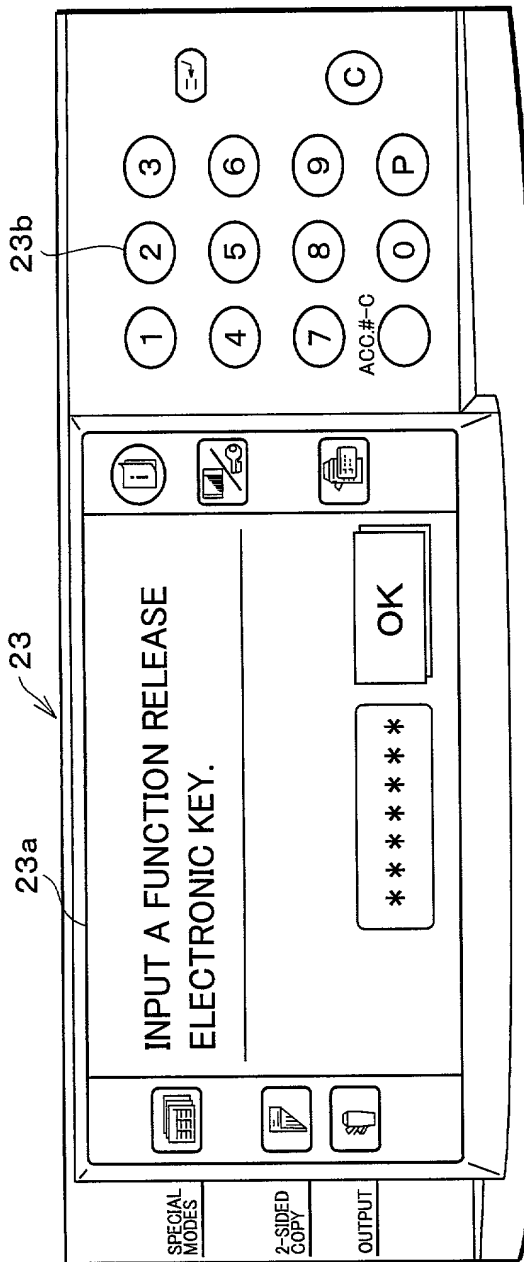 23
23a
23b
SPECIAL
MODES
2-SIDED
COPY
OUTPUT
INPUT A FUNCTION RELEASE
ELECTRONIC KEY.
*******
OK
i
1 2 3
4 5 6
7 8 9
ACC.#-C
0 P
C